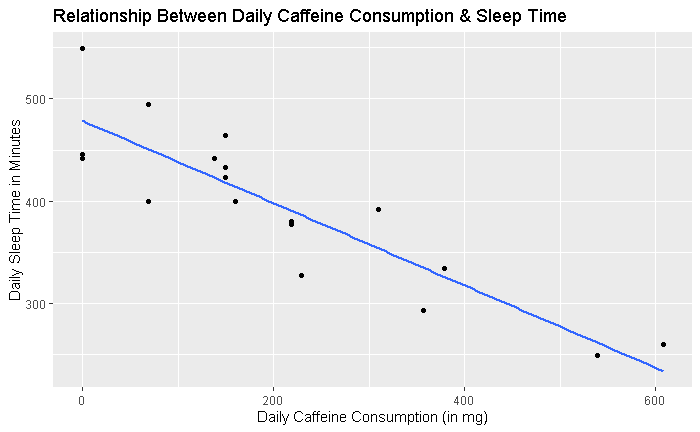 Relationship Between Daily Caffeine Consumption & Sleep Time
Daily Sleep Time in Minutes
500
400
300
0
200
400
600
Daily Caffeine Consumption (in mg)